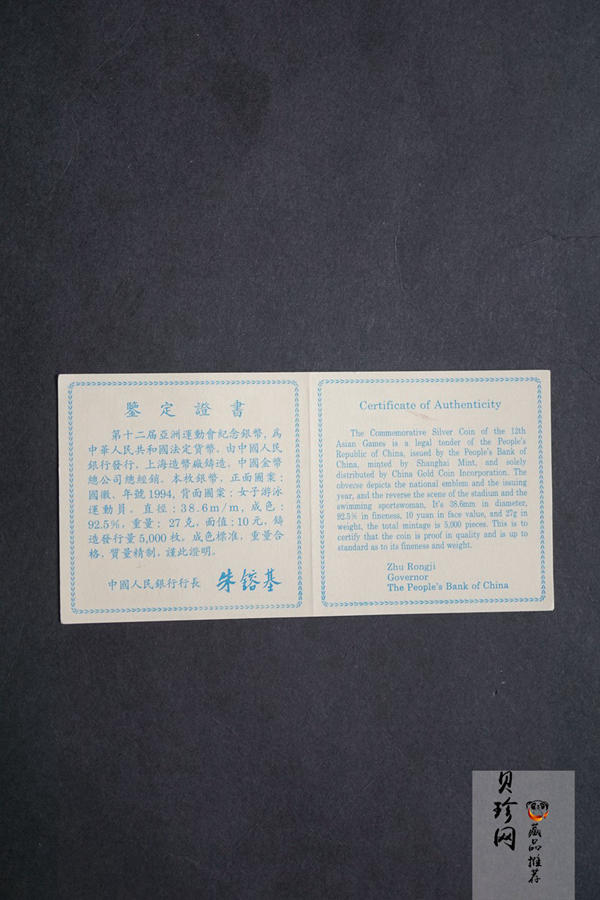 鑒定證書
第十二届亞洲運動會紀念銀幣，爲
中華人民共和國法定貨幣。由中國人民
銀行發行，上海造幣廠鑄造，中國金幣
總公司總經銷。本枚銀幣，正面圖案：
國徽、年號1994，背面圖案：女子游泳
運動員。直徑：38.6m/m，成色：
92.5%，重量：27克，面值：10元，鑄
造發行量5,000枚。成色標準，重量合
格，質量精制，謹此證明。
中國人民銀行行長 朱鎔基
Certificate of Authenticity
The Commemorative Silver Coin of the 12th
Asian Games is a legal tender of the People's
Republic of China, issued by the People's Bank of
China, minted by Shanghai Mint, and solely
distributed by China Gold Coin Incorporation. The
obverse depicts the national emblem and the issuing
year, and the reverse the scene of the stadium and the
swimming sportswoman, It's 38.6mm in diameter,
92.5% in fineness, 10 yuan in face value, and 27g in
weight, the total mintage is 5,000 pieces. This is to
certify that the coin is proof in quality and is up to
standard as to its fineness and weight.
Zhu Rongji
Governor
The People's Bank of China
贝珍网
藏品推荐